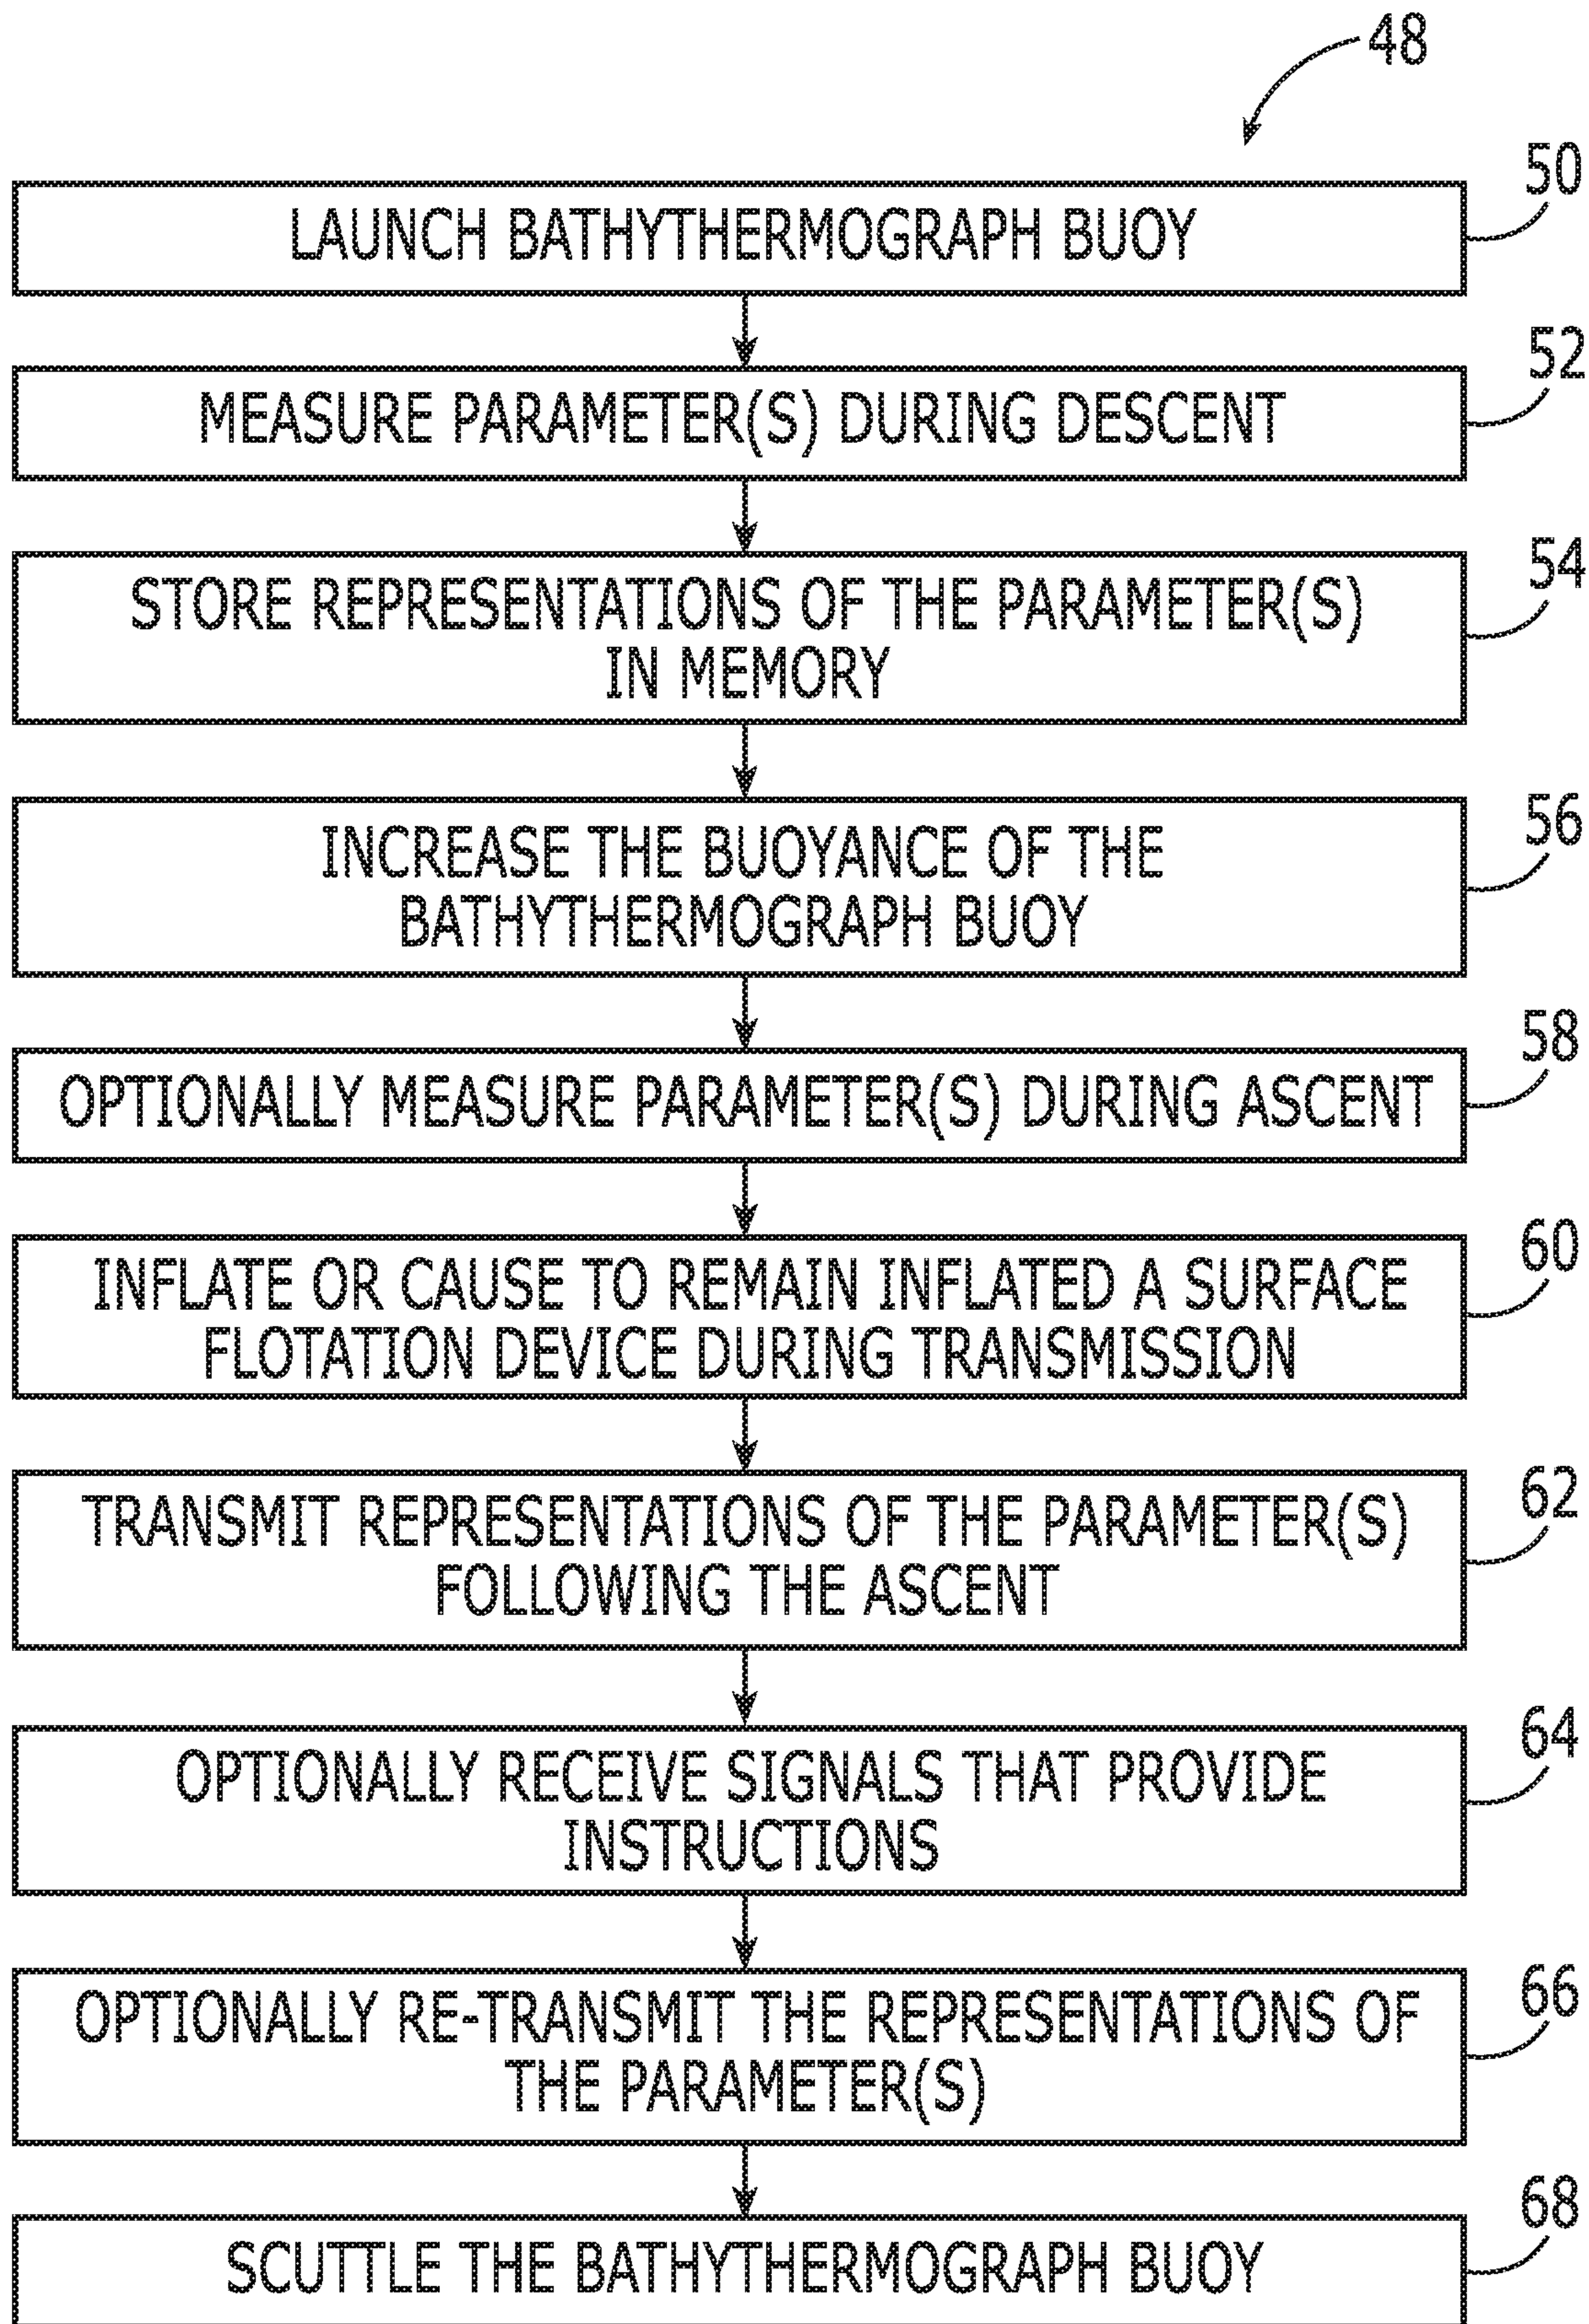 48
50
LAUNCH BATHYTHERMOGRAPH BUOY
52
MEASURE PARAMETER(S) DURING DESCENT
54
STORE REPRESENTATIONS OF THE PARAMETER(S)
IN MEMORY
56
INCREASE THE BUOYANCE OF THE
BATHYTHERMOGRAPH BUOY
58
OPTIONALLY MEASURE PARAMETER(S) DURING ASCENT
60
INFLATE OR CAUSE TO REMAIN INFLATED A SURFACE
FLOTATION DEVICE DURING TRANSMISSION
62
TRANSMIT REPRESENTATIONS OF THE PARAMETER(S)
FOLLOWING THE ASCENT
64
OPTIONALLY RECEIVE SIGNALS THAT PROVIDE
INSTRUCTIONS
66
OPTIONALLY RE-TRANSMIT THE REPRESENTATIONS OF
THE PARAMETER(S)
68
SCUTTLE THE BATHYTHERMOGRAPH BUOY